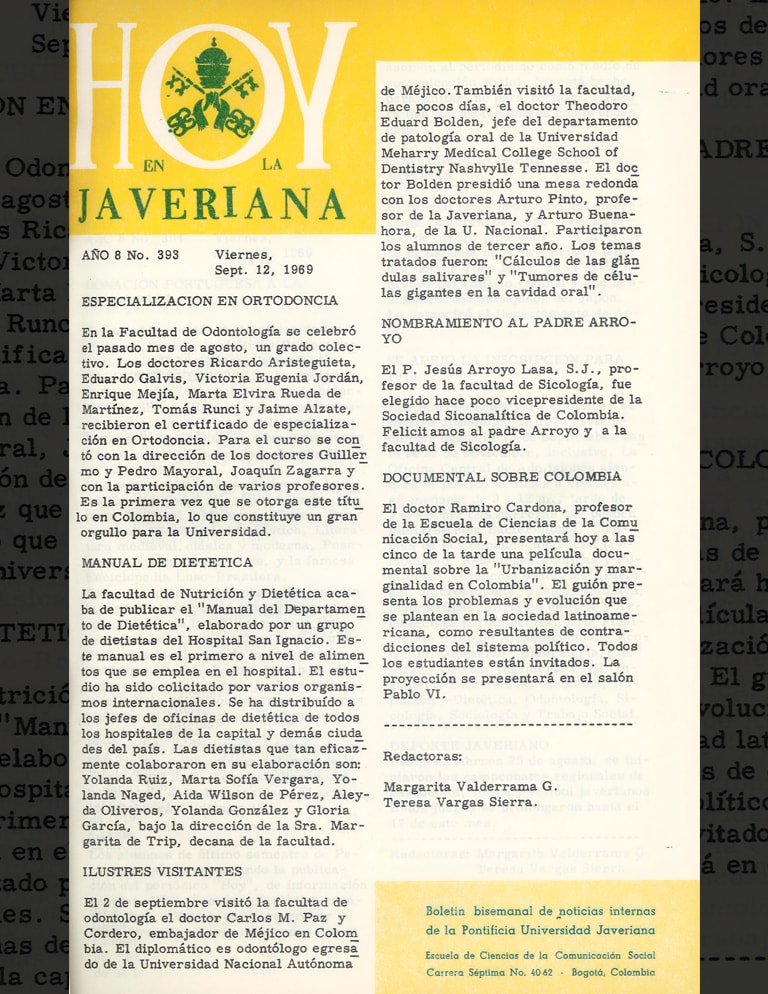 HOY
EN LA
JAVERIANA
AÑO 8 No. 393 Viernes,
Sept. 12, 1969
ESPECIALIZACION EN ORTODONCIA
En la Facultad de Odontología se celebró
el pasado mes de agosto, un grado colec-
tivo. Los doctores Ricardo Aristeguieta,
Eduardo Galvis, Victoria Eugenia Jordán,
Enrique Mejía, Marta Elvira Rueda de
Martínez, Tomás Runci y Jaime Alzate,
recibieron el certificado de especializa-
ción en Ortodoncia. Para el curso se con
tó con la dirección de los doctores Guiller
mo y Pedro Mayoral, Joaquín Zagarra y
con la participación de varios profesores.
Es la primera vez que se otorga este títu
lo en Colombia, lo que constituye un gran
orgullo para la Universidad.
MANUAL DE DIETETICA
La facultad de Nutrición y Dietética aca-
ba de publicar el "Manual del Departamen
to de Dietética", elaborado por un grupo
de dietistas del Hospital San Ignacio. Es-
te manual es el primero a nivel de alimen
tos que se emplea en el hospital. El estu-
dio ha sido colicitado por varios organis-
mos internacionales. Se ha distribuído a
los jefes de oficinas de dietética de todos
los hospitales de la capital y demás ciuda
des del país. Las dietistas que tan eficaz-
mente colaboraron en su elaboración son:
Yolanda Ruiz, Marta Sofía Vergara, Yo-
landa Naged, Aida Wilson de Pérez, Aley-
da Oliveros, Yolanda González y Gloria
García, bajo la dirección de la Sra. Mar-
garita de Trip, decana de la facultad.
ILUSTRES VISITANTES
El 2 de septiembre visitó la facultad de
odontología el doctor Carlos M. Paz y
Cordero, embajador de Méjico en Colom
bia. El diplomático es odontólogo egresa
do de la Universidad Nacional Autónoma
de Méjico. También visitó la facultad,
hace pocos días, el doctor Theodoro
Eduard Bolden, jefe del departamento
de patología oral de la Universidad
Meharry Medical College School of
Dentistry Nashvylle Tennesse. El doc
tor Bolden presidió una mesa redonda
con los doctores Arturo Pinto, profe-
sor de la Javeriana, y Arturo Buena-
hora, de la U. Nacional. Participaron
los alumnos de tercer año. Los temas
tratados fueron: "Cálculos de las glán
dulas salivares" y "Tumores de célu-
las gigantes en la cavidad oral".
NOMBRAMIENTO AL PADRE ARRO-
YO
El P. Jesús Arroyo Lasa, S.J., pro-
fesor de la facultad de Sicología, fue
elegido hace poco vicepresidente de la
Sociedad Sicoanalítica de Colombia.
Felicitamos al padre Arroyo y a la
facultad de Sicología.
DOCUMENTAL SOBRE COLOMBIA
El doctor Ramiro Cardona, profesor
de la Escuela de Ciencias de la Comu
nicación Social, presentará hoy a las
cinco de la tarde una película docu-
mental sobre la "Urbanización y mar-
ginalidad en Colombia". El guión pre-
senta los problemas y evolución que
se plantean en la sociedad latinoame-
ricana, como resultantes de contra-
dicciones del sistema político. Todos
los estudiantes están invitados. La
proyección se presentará en el salón
Pablo VI.
Redactoras:
Margarita Valderrama G.
Teresa Vargas Sierra.
Boletín bisemanal de noticias internas
de la Pontificia Universidad Javeriana
Escuela de Ciencias de la Comunicación Social
Carrera Séptima No. 40 62 - Bogotá, Colombia